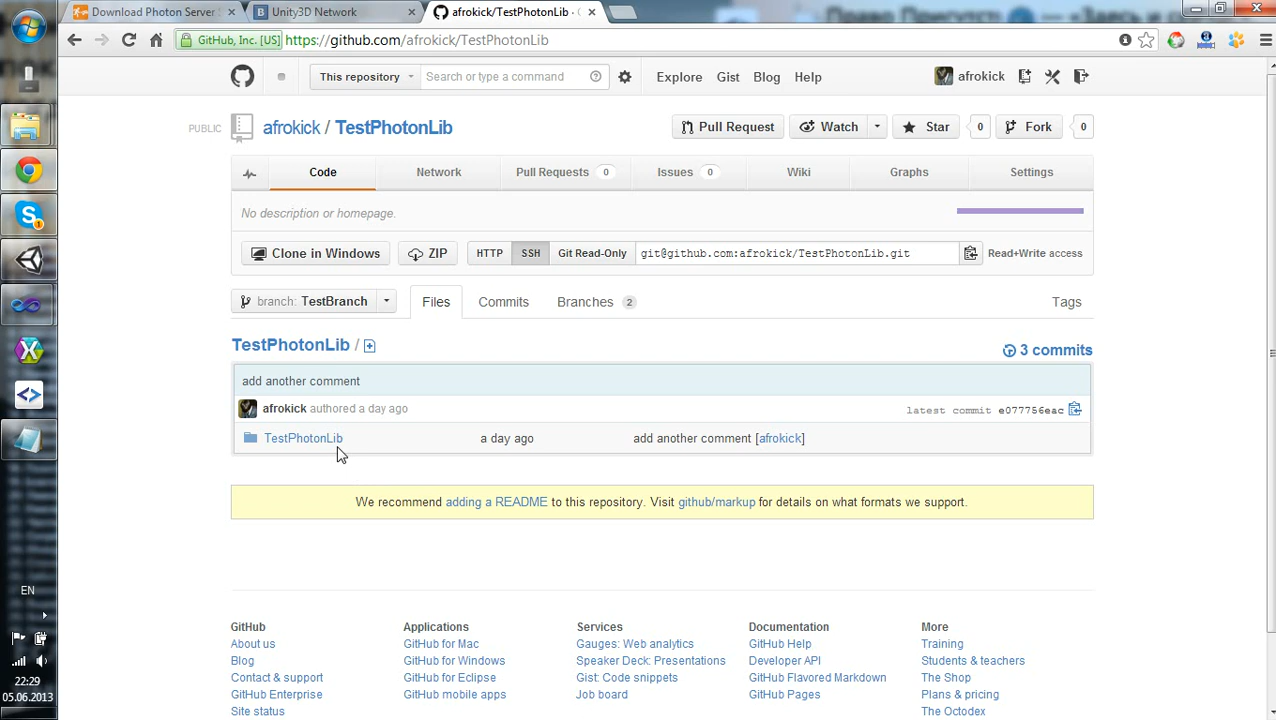 Download Photon Server
Unity3D Network
afrokick/TestPhotonLib
GitHub, Inc. [US]
https://github.com/afrokick/TestPhotonLib
This repository
Search or type a command
Explore
Gist
Blog
Help
afrokick
PUBLIC
afrokick / TestPhotonLib
Pull Request
Watch
Star
0
Fork
0
Code
Network
Pull Requests 0
Issues 0
Wiki
Graphs
Settings
No description or homepage.
Clone in Windows
ZIP
HTTP
SSH
Git Read-Only
git@github.com:afrokick/TestPhotonLib.git
Read+Write access
branch: TestBranch
Files
Commits
Branches 2
Tags
TestPhotonLib /
3 commits
add another comment
afrokick authored a day ago
latest commit e077756eac
TestPhotonLib
a day ago
add another comment [afrokick]
We recommend adding a README to this repository. Visit github/markup for details on what formats we support.
GitHub
About us
Blog
Contact & support
GitHub Enterprise
Site status
Applications
GitHub for Mac
GitHub for Windows
GitHub for Eclipse
GitHub mobile apps
Services
Gauges: Web analytics
Speaker Deck: Presentations
Gist: Code snippets
Job board
Documentation
GitHub Help
Developer API
GitHub Flavored Markdown
GitHub Pages
More
Training
Students & teachers
The Shop
Plans & pricing
The Octodex
EN
22:29
05.06.2013